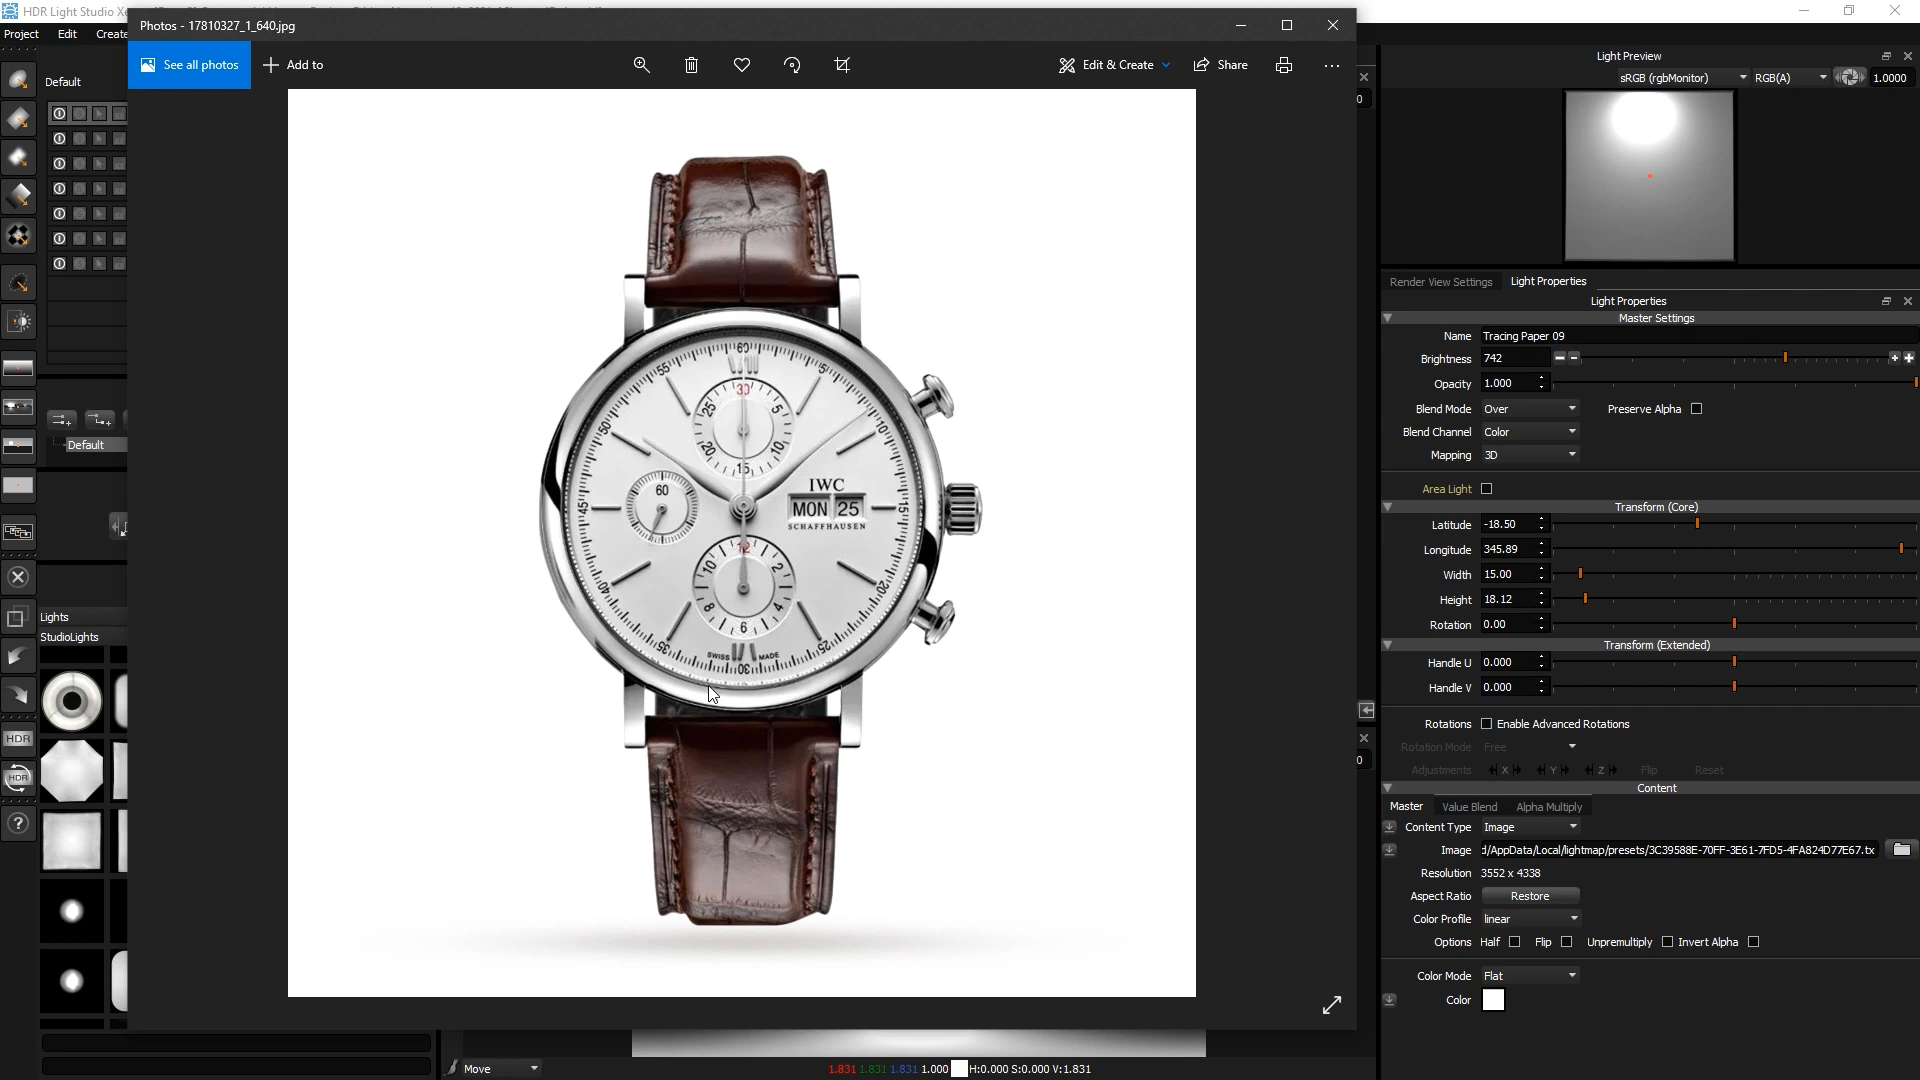 HDR Light Studio Xe
Photos - 17810327_1_640.jpg
Project Edit Create
See all photos
Add to
Edit & Create
Share
Default
Light Preview
sRGB (rgbMonitor) RGB(A) 1.0000
Render View Settings Light Properties
Light Properties
Master Settings
Name Tracing Paper 09
Brightness 742
Opacity 1.000
Blend Mode Over Preserve Alpha
Blend Channel Color
Mapping 3D
Area Light
Transform (Core)
Latitude -18.50
Longitude 345.89
Width 15.00
Height 18.12
Rotation 0.00
Transform (Extended)
Handle U 0.000
Handle V 0.000
Rotations Enable Advanced Rotations
Rotation Mode Free
Adjustments X Y Z Flip Reset
Content
Master Value Blend Alpha Multiply
Content Type Image
Image d/AppData/Local/lightmap/presets/3C39588E-70FF-3E61-7FD5-4FA824D77E67.tx
Resolution 3552 x 4338
Aspect Ratio Restore
Color Profile linear
Options Half Flip Unpremultiply Invert Alpha
Color Mode Flat
Color
Default
Lights
StudioLights
HDR
HDR
60 5 10 15 20 25 30 35 40 45 50 55
30 5 10 15 20 25
60
IWC
MON 25
SCHAFFHAUSEN
12 2 4 6 8 10
SWISS MADE
Move
1.831 1.831 1.831 1.000 H:0.000 S:0.000 V:1.831